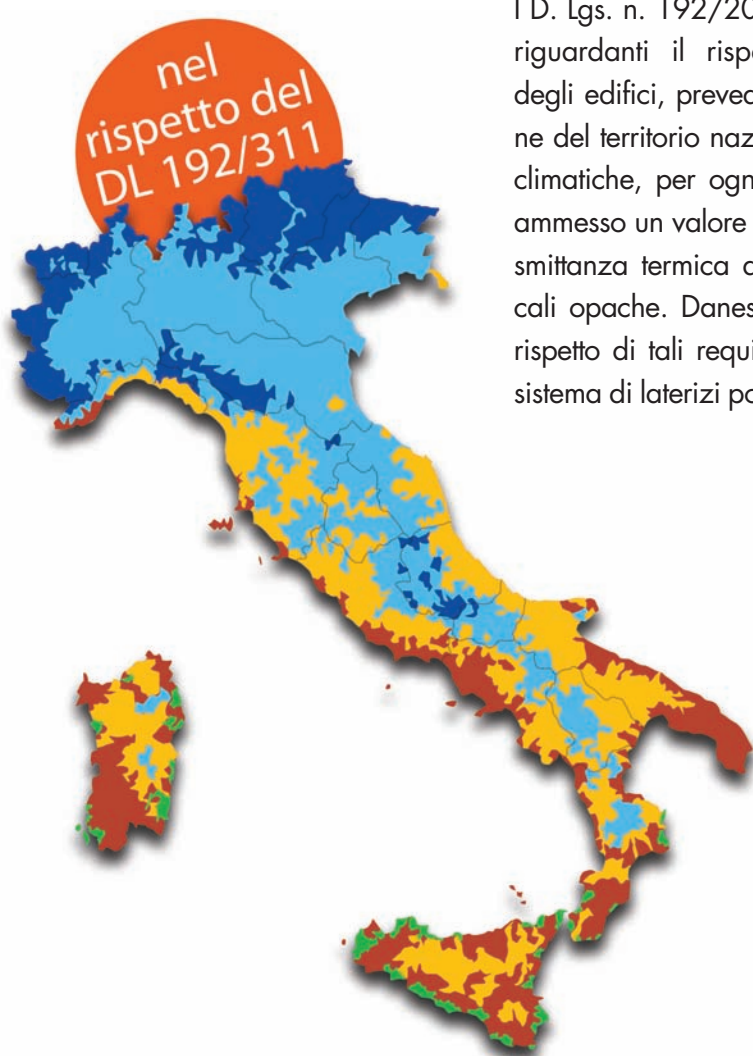 nel
rispetto del
DL 192/311
l D. Lgs. n. 192/20
riguardanti il risp
degli edifici, preved
ne del territorio naz
climatiche, per ogn
ammesso un valore
smittanza termica
cali opache. Danes
rispetto di tali requi
sistema di laterizi po